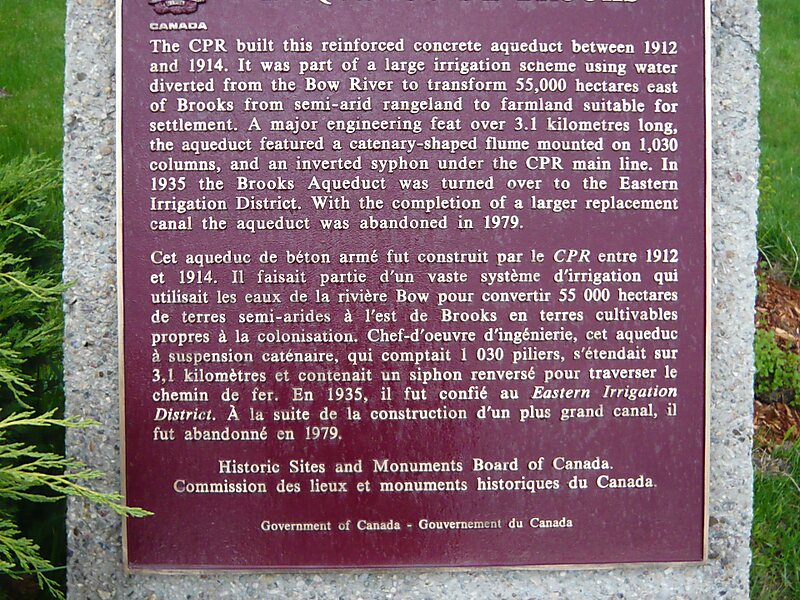 CANADA
The CPR built this reinforced concrete aqueduct between 1912
and 1914. It was part of a large irrigation scheme using water
diverted from the Bow River to transform 55,000 hectares east
of Brooks from semi-arid rangeland to farmland suitable for
settlement. A major engineering feat over 3.1 kilometres long,
the aqueduct featured a catenary-shaped flume mounted on 1,030
columns, and an inverted syphon under the CPR main line. In
1935 the Brooks Aqueduct was turned over to the Eastern
Irrigation District. With the completion of a larger replacement
canal the aqueduct was abandoned in 1979.
Cet aqueduc de béton armé fut construit par le CPR entre 1912
et 1914. Il faisait partie d'un vaste système d'irrigation qui
utilisait les eaux de la rivière Bow pour convertir 55 000 hectares
de terres semi-arides à l'est de Brooks en terres cultivables
propres à la colonisation. Chef-d'oeuvre d'ingénierie, cet aqueduc
à suspension caténaire, qui comptait 1 030 piliers, s'étendait sur
3,1 kilomètres et contenait un siphon renversé pour traverser le
chemin de fer. En 1935, il fut confié au Eastern Irrigation
District. À la suite de la construction d'un plus grand canal, il
fut abandonné en 1979.
Historic Sites and Monuments Board of Canada.
Commission des lieux et monuments historiques du Canada.
Government of Canada - Gouvernement du Canada